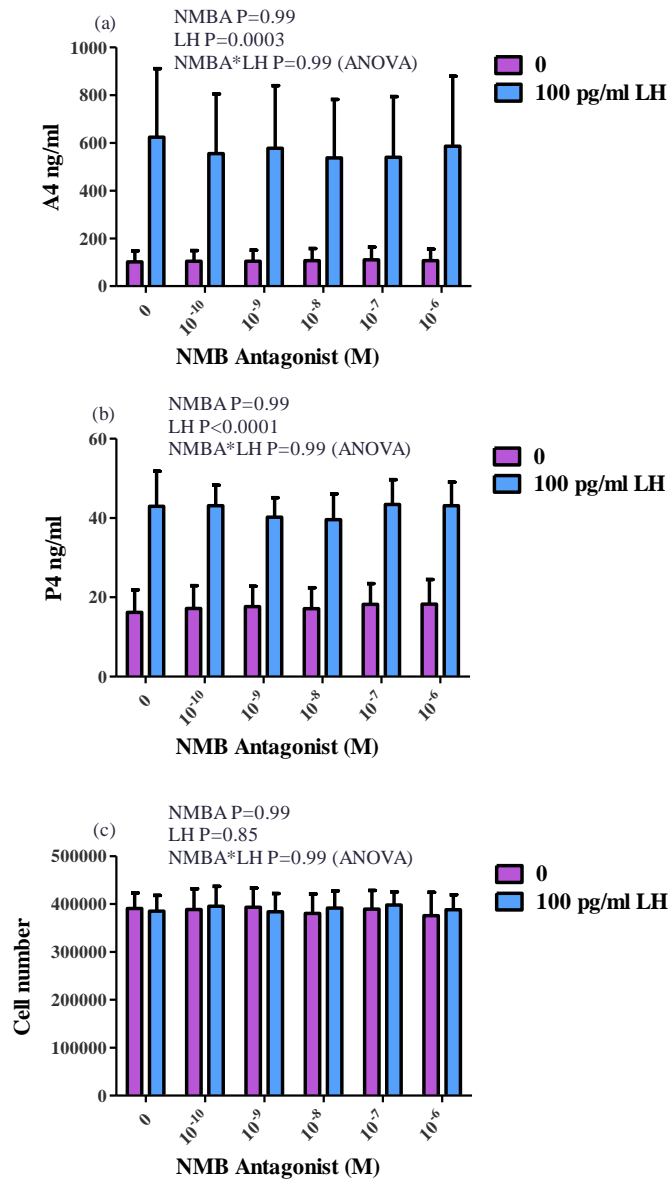 (a)
NMBA P=0.99
LH P=0.0003
NMBA*LH P=0.99 (ANOVA)
0
100 pg/ml LH
A4 ng/ml
1000
800
600
400
200
0
0
10-10
10-9
10-8
10-7
10-6
NMB Antagonist (M)
(b)
NMBA P=0.99
LH P<0.0001
NMBA*LH P=0.99 (ANOVA)
0
100 pg/ml LH
P4 ng/ml
60
40
20
0
0
10-10
10-9
10-8
10-7
10-6
NMB Antagonist (M)
(c)
NMBA P=0.99
LH P=0.85
NMBA*LH P=0.99 (ANOVA)
0
100 pg/ml LH
Cell number
500000
400000
300000
200000
100000
0
0
10-10
10-9
10-8
10-7
10-6
NMB Antagonist (M)